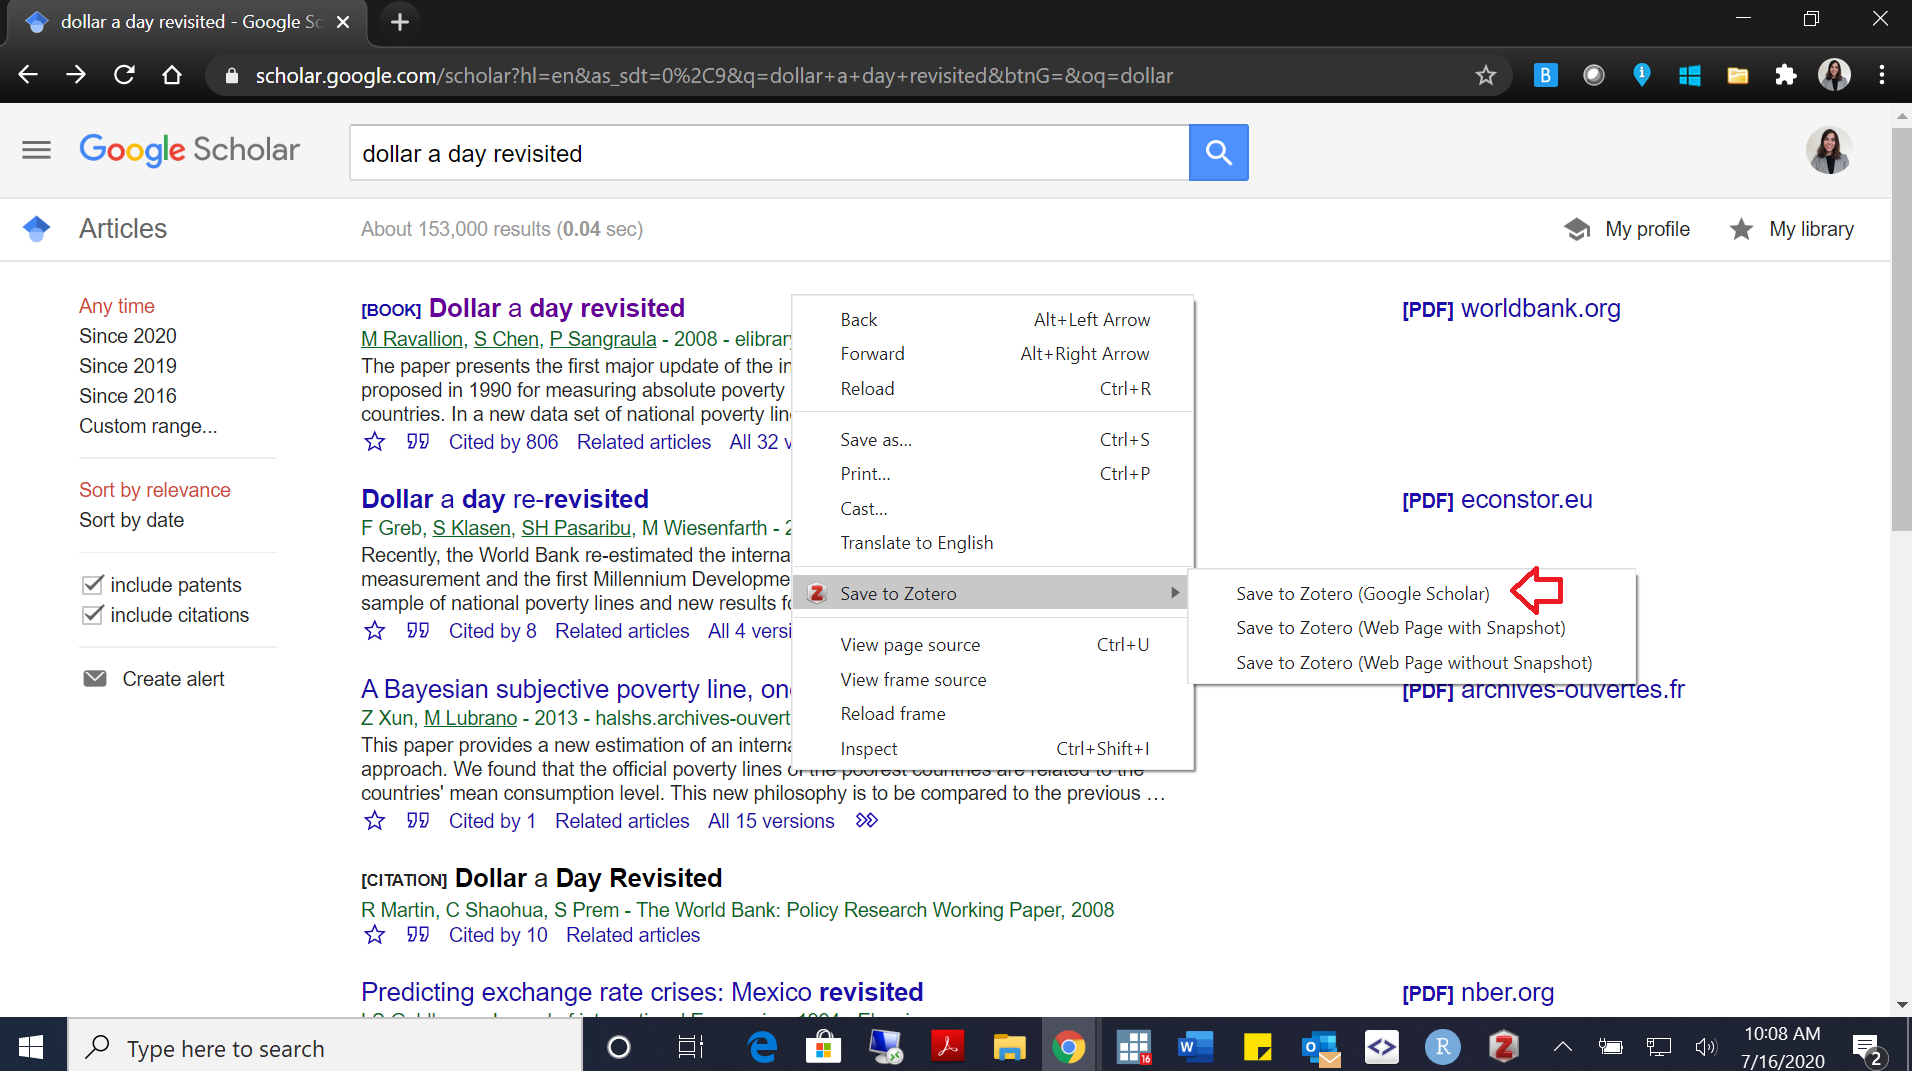 dollar a day revisited - Google Sc
scholar.google.com/scholar?hl=en&as_sdt=0%2C9&q=dollar+a+day+revisited&btnG=&oq=dollar
B
Google Scholar
dollar a day revisited
Articles
About 153,000 results (0.04 sec)
My profile
My library
Any time
Since 2020
Since 2019
Since 2016
Custom range...
Sort by relevance
Sort by date
include patents
include citations
Create alert
[BOOK] Dollar a day revisited
M Ravallion, S Chen, P Sangraula - 2008 - elibrary
The paper presents the first major update of the in
proposed in 1990 for measuring absolute poverty
countries. In a new data set of national poverty lin
Cited by 806 Related articles All 32 v
[PDF] worldbank.org
Dollar a day re-revisited
F Greb, S Klasen, SH Pasaribu, M Wiesenfarth - 2
Recently, the World Bank re-estimated the interna
measurement and the first Millennium Developme
sample of national poverty lines and new results fo
Cited by 8 Related articles All 4 versi
[PDF] econstor.eu
A Bayesian subjective poverty line, one
Z Xun, M Lubrano - 2013 - halshs.archives-ouvert
This paper provides a new estimation of an interna
approach. We found that the official poverty lines of the poorest countries are related to the
countries' mean consumption level. This new philosophy is to be compared to the previous …
Cited by 1 Related articles All 15 versions
[PDF] archives-ouvertes.fr
[CITATION] Dollar a Day Revisited
R Martin, C Shaohua, S Prem - The World Bank: Policy Research Working Paper, 2008
Cited by 10 Related articles
Predicting exchange rate crises: Mexico revisited
[PDF] nber.org
Back Alt+Left Arrow
Forward Alt+Right Arrow
Reload Ctrl+R
Save as... Ctrl+S
Print... Ctrl+P
Cast...
Translate to English
Z Save to Zotero
View page source Ctrl+U
View frame source
Reload frame
Inspect Ctrl+Shift+I
Save to Zotero (Google Scholar)
Save to Zotero (Web Page with Snapshot)
Save to Zotero (Web Page without Snapshot)
Type here to search
16
W
O
R
Z
10:08 AM
7/16/2020
2